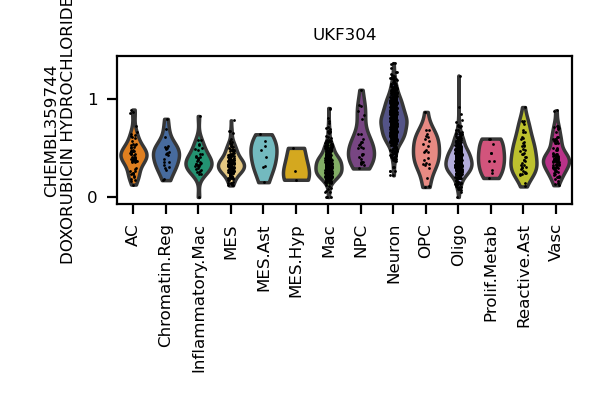 UKF304
CHEMBL359744
DOXORUBICIN HYDROCHLORIDE
1
0
AC
Chromatin.Reg
Inflammatory.Mac
MES
MES.Ast
MES.Hyp
Mac
NPC
Neuron
OPC
Oligo
Prolif.Metab
Reactive.Ast
Vasc